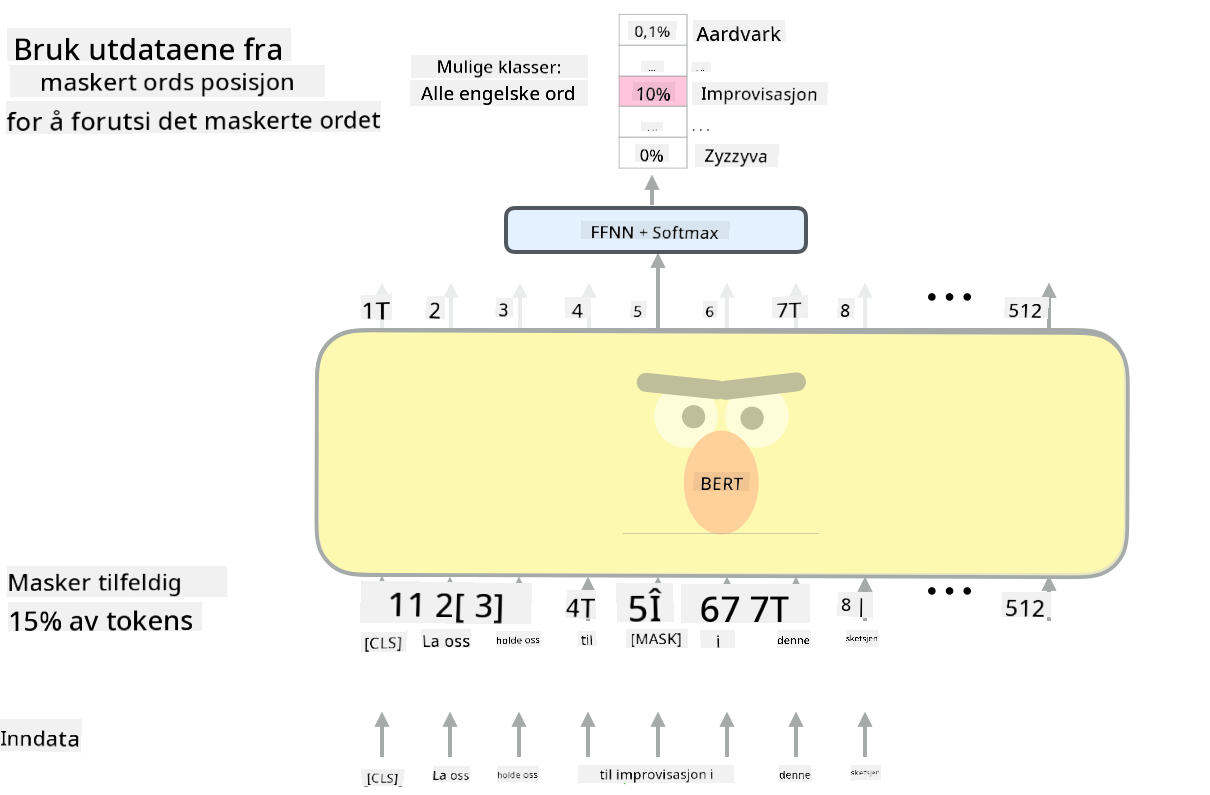 Bruk utdataene fra
maskert ords posisjon
for å forutsi det maskerte ordet
Mulige klasser:
Alle engelske ord
0,1% Aardvark
... ...
10% Improvisasjon
... ...
0% Zyzzyva
FFNN + Softmax
1T 2 3 4 5 6 7T 8 ••• 512
BERT
Masker tilfeldig
15% av tokens
11 2[ 3] 4T 5Î 67 7T 8 | ••• 512
[CLS] La oss holde oss til [MASK] i denne sketsjen
Inndata
[CLS] La oss holde oss til improvisasjon i denne sketsjen